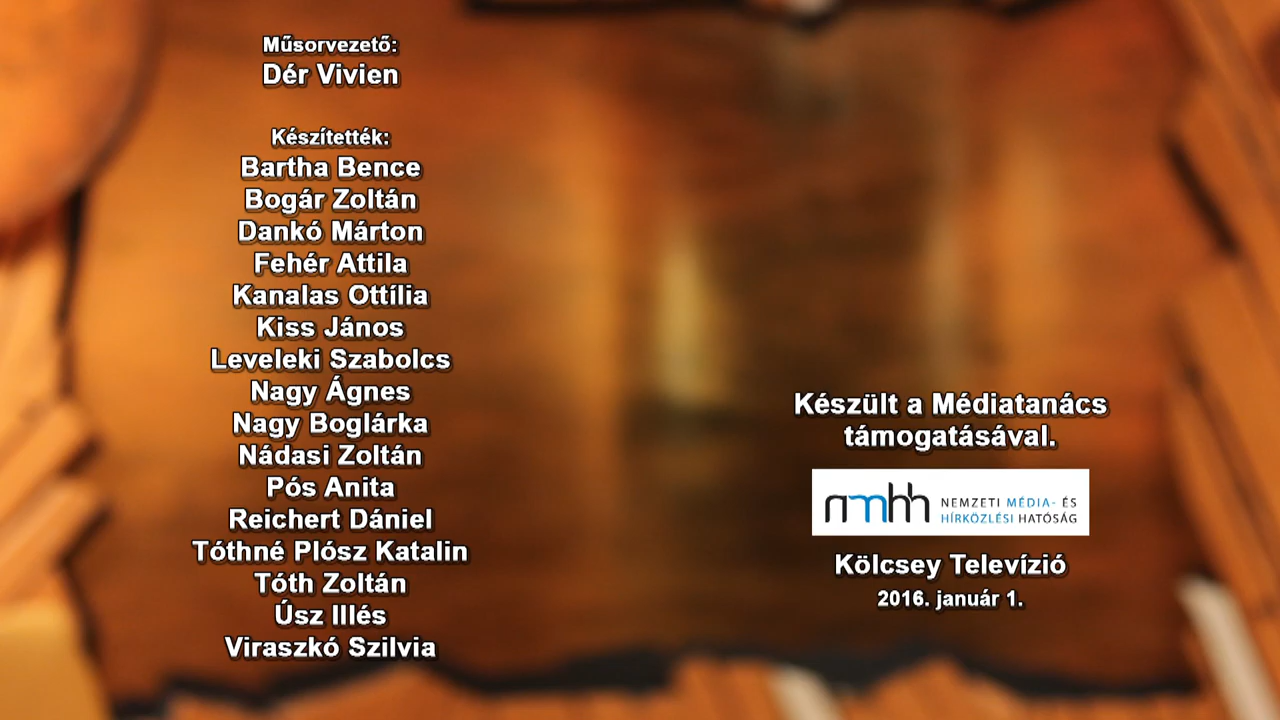 Műsorvezető:
Dér Vivien
Készítették:
Bartha Bence
Bogár Zoltán
Dankó Márton
Fehér Attila
Kanalas Ottília
Kiss János
Leveleki Szabolcs
Nagy Ágnes
Nagy Boglárka
Nádasi Zoltán
Pós Anita
Reichert Dániel
Tóthné Plósz Katalin
Tóth Zoltán
Úsz Illés
Viraszkó Szilvia
Készült a Médiatanács
támogatásával.
nmhh NEMZETI MÉDIA- ÉS
HÍRKÖZLÉSI HATÓSÁG
Kölcsey Televízió
2016. január 1.